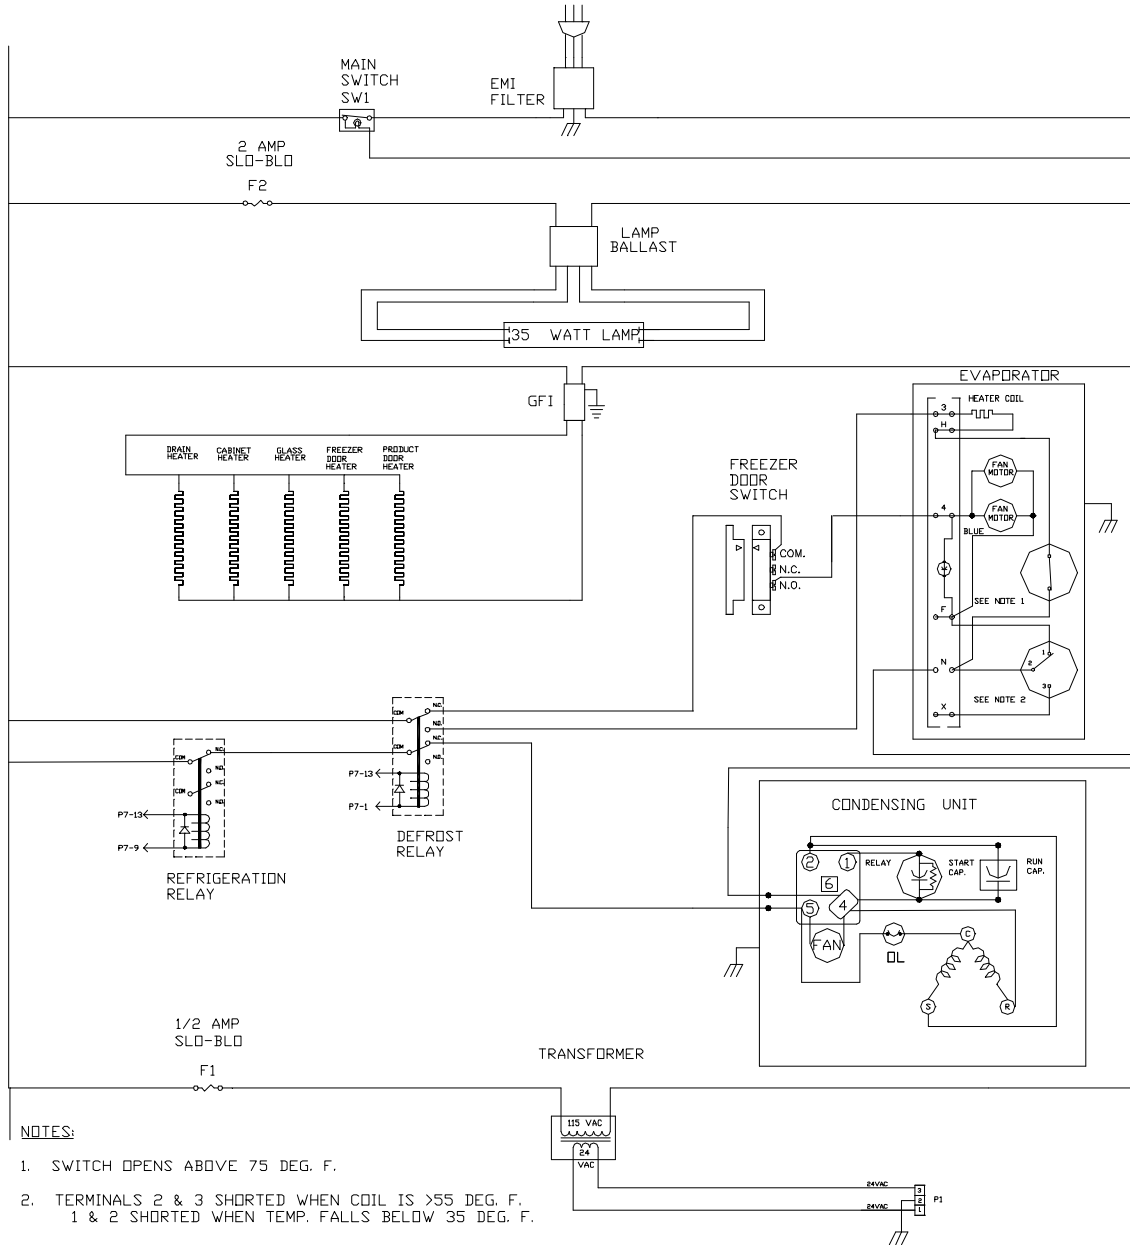 MAIN
SWITCH
SW1
EMI
FILTER
2 AMP
SLO-BLO
F2
LAMP
BALLAST
35 WATT LAMP
GFI
DRAIN
HEATER
CABINET
HEATER
GLASS
HEATER
FREEZER
DOOR
HEATER
PRODUCT
DOOR
HEATER
FREEZER
DOOR
SWITCH
COM.
N.C.
N.O.
EVAPORATOR
3
HEATER COIL
H
FAN
MOTOR
4
FAN
MOTOR
BLUE
M
SEE NOTE 1
F
N
1
2
3
SEE NOTE 2
X
COM
N.C.
N.O.
COM
N.C.
N.O.
P7-13
P7-1
DEFROST
RELAY
COM
N.C.
N.O.
COM
N.C.
N.O.
P7-13
P7-9
REFRIGERATION
RELAY
CONDENSING UNIT
2
1
RELAY
START
CAP.
RUN
CAP.
6
5
4
FAN
OL
C
S
R
1/2 AMP
SLO-BLO
F1
TRANSFORMER
115 VAC
24
VAC
24VAC
24VAC
3
2
1
P1
NOTES:
1. SWITCH OPENS ABOVE 75 DEG. F.
2. TERMINALS 2 & 3 SHORTED WHEN COIL IS >55 DEG. F.
1 & 2 SHORTED WHEN TEMP. FALLS BELOW 35 DEG. F.